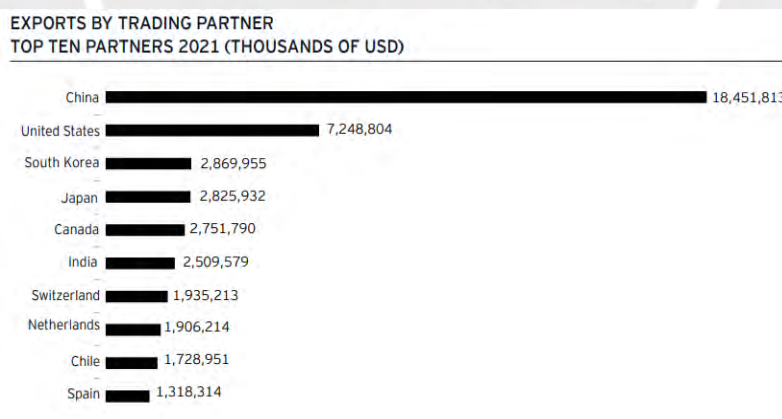 EXPORTS BY TRADING PARTNER
TOP TEN PARTNERS 2021 (THOUSANDS OF USD)
China 18,451,813
United States 7,248,804
South Korea 2,869,955
Japan 2,825,932
Canada 2,751,790
India 2,509,579
Switzerland 1,935,213
Netherlands 1,906,214
Chile 1,728,951
Spain 1,318,314